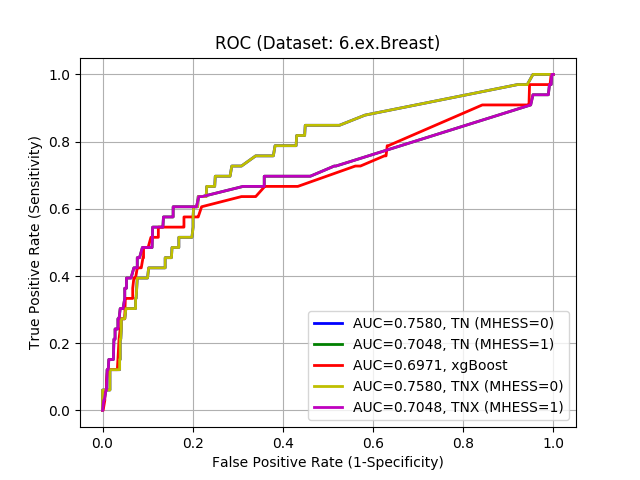 ROC (Dataset: 6.ex.Breast)
True Positive Rate (Sensitivity)
1.0
0.8
0.6
0.4
0.2
0.0
AUC=0.7580, TN (MHESS=0)
AUC=0.7048, TN (MHESS=1)
AUC=0.6971, xgBoost
AUC=0.7580, TNX (MHESS=0)
AUC=0.7048, TNX (MHESS=1)
0.0 0.2 0.4 0.6 0.8 1.0
False Positive Rate (1-Specificity)